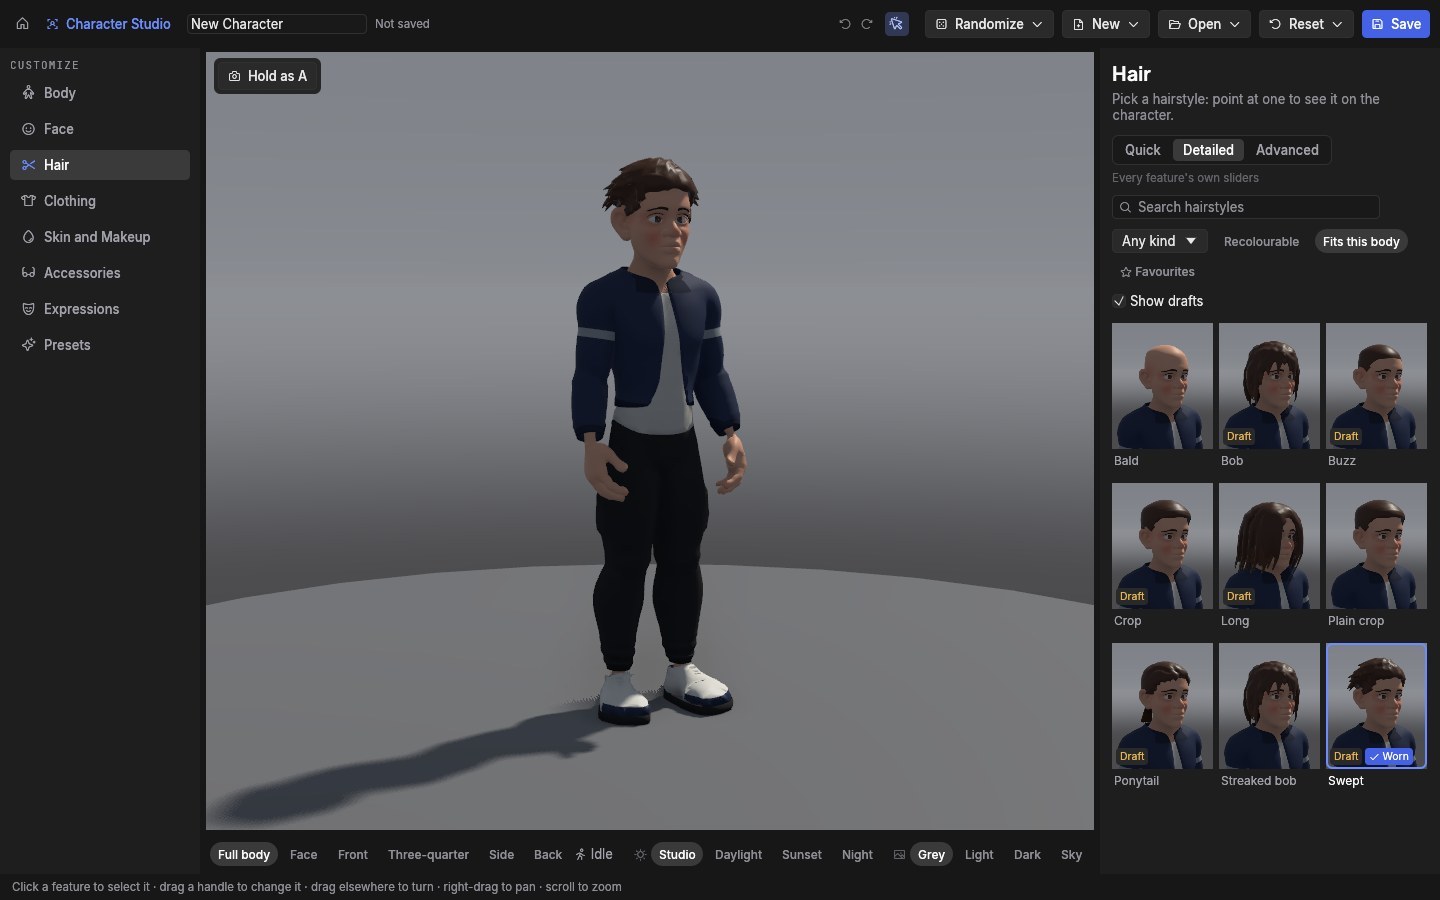 Character Studio
New Character
Not saved
Randomize
New
Open
Reset
Save
CUSTOMIZE
Body
Face
Hair
Clothing
Skin and Makeup
Accessories
Expressions
Presets
Hold as A
Hair
Pick a hairstyle: point at one to see it on the
character.
Quick
Detailed
Advanced
Every feature's own sliders
Search hairstyles
Any kind
Recolourable
Fits this body
Favourites
Show drafts
Bald
Draft
Bob
Draft
Buzz
Draft
Crop
Draft
Long
Plain crop
Draft
Ponytail
Streaked bob
Draft
Worn
Swept
Full body
Face
Front
Three-quarter
Side
Back
Idle
Studio
Daylight
Sunset
Night
Grey
Light
Dark
Sky
Click a feature to select it · drag a handle to change it · drag elsewhere to turn · right-drag to pan · scroll to zoom